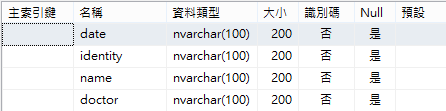 主索引鍵 名稱 資料類型 大小 識別碼 Null 預設
date nvarchar(100) 200 否 是
identity nvarchar(100) 200 否 是
name nvarchar(100) 200 否 是
doctor nvarchar(100) 200 否 是